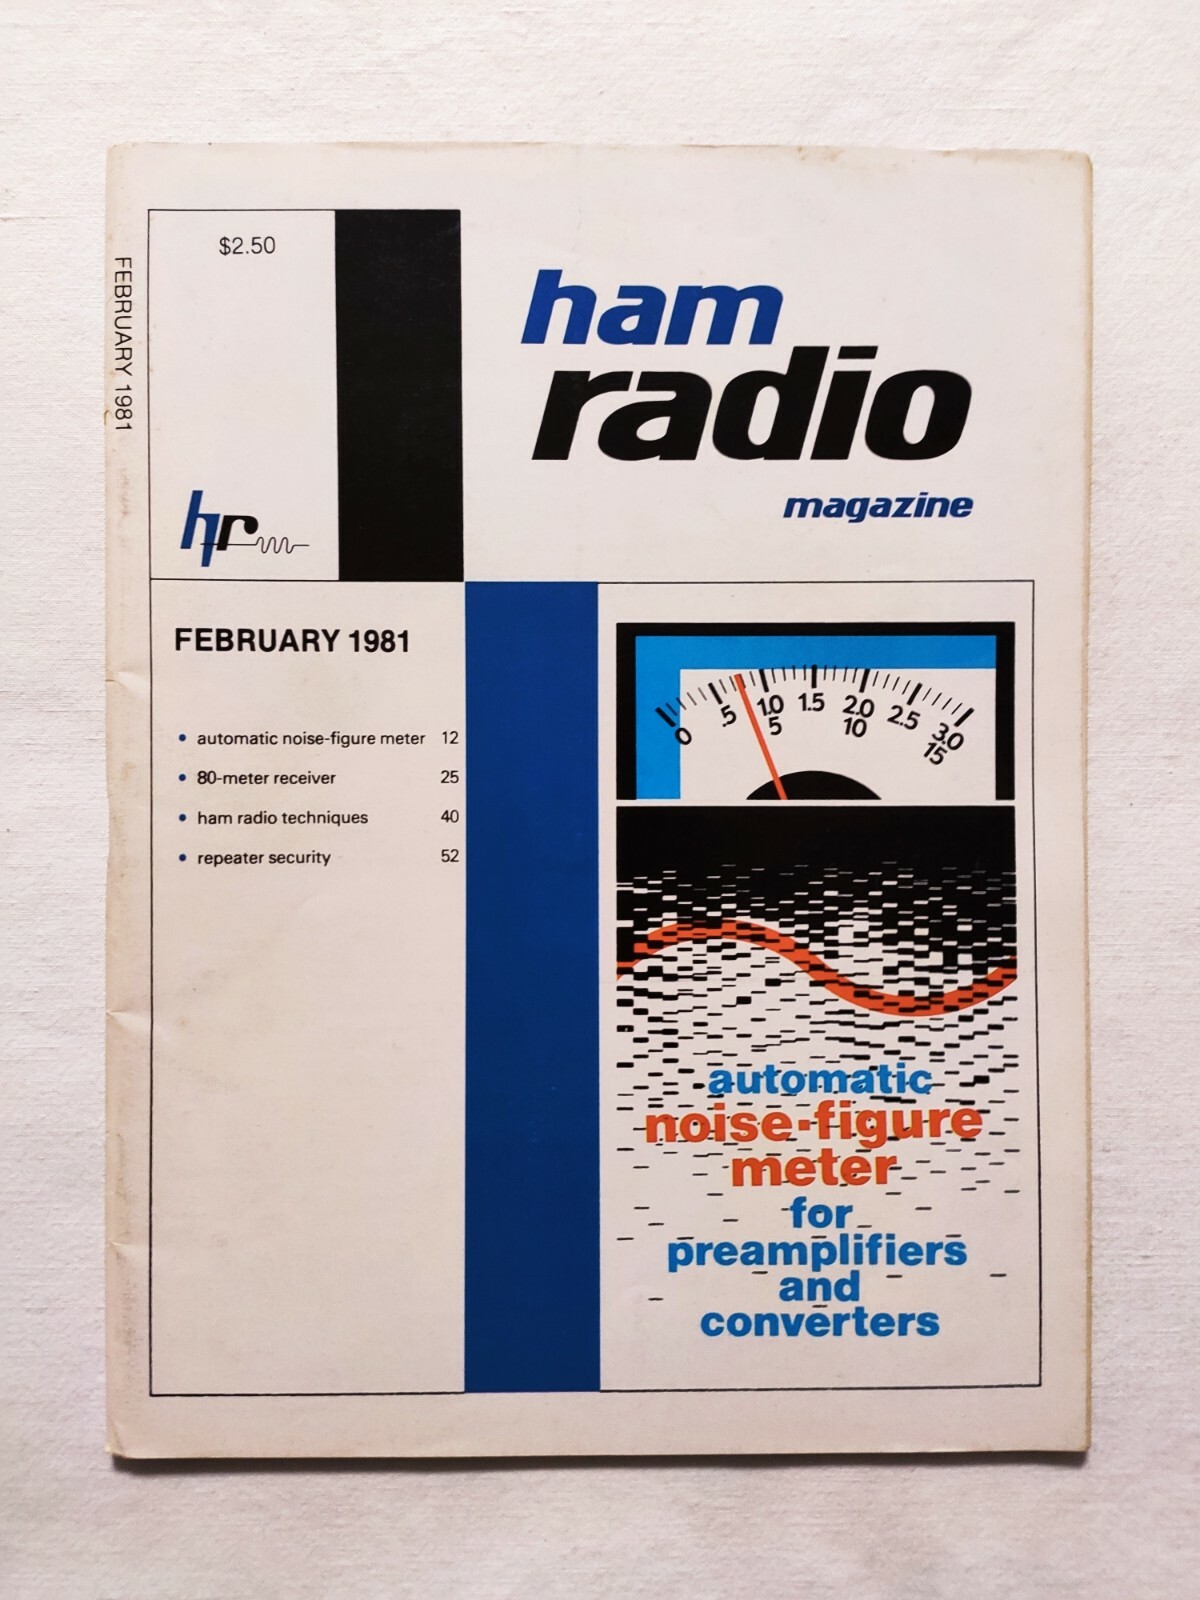 $2.50
FEBRUARY 1981
ham
radio
magazine
hr
FEBRUARY 1981
• automatic noise-figure meter 12
• 80-meter receiver 25
• ham radio techniques 40
• repeater security 52
0 .5 1.0 1.5 2.0 2.5 3.0
5 10 15
automatic
noise-figure
meter
for
preamplifiers
and
converters